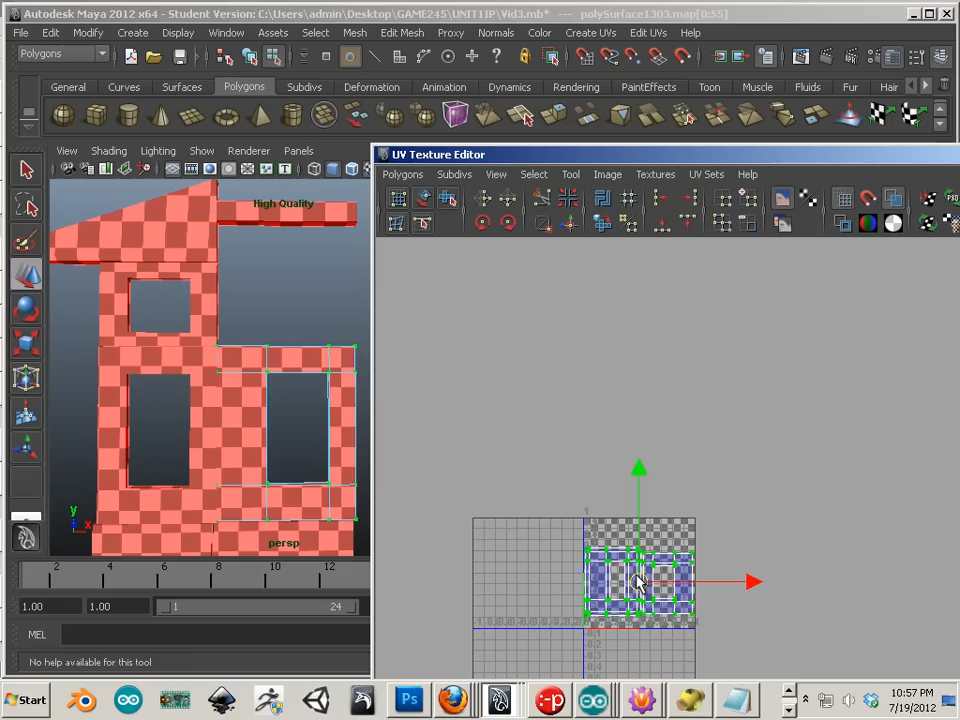 Autodesk Maya 2012 x64 - Student Version: C:\Users\admin\Desktop\GAME245\UNIT1IP\Vid3.mb* --- polySurface1303.map[0:55]
File Edit Modify Create Display Window Assets Select Mesh Edit Mesh Proxy Normals Color Create UVs Edit UVs Help
Polygons
General Curves Surfaces Polygons Subdivs Deformation Animation Dynamics Rendering PaintEffects Toon Muscle Fluids Fur Hair
View Shading Lighting Show Renderer Panels
UV Texture Editor
Polygons Subdivs View Select Tool Image Textures UV Sets Help
High Quality
y
x
persp
1
2 4 6 8 10 12
1.00 1.00 1 24
MEL
No help available for this tool
Start
Ps
10:57 PM
7/19/2012